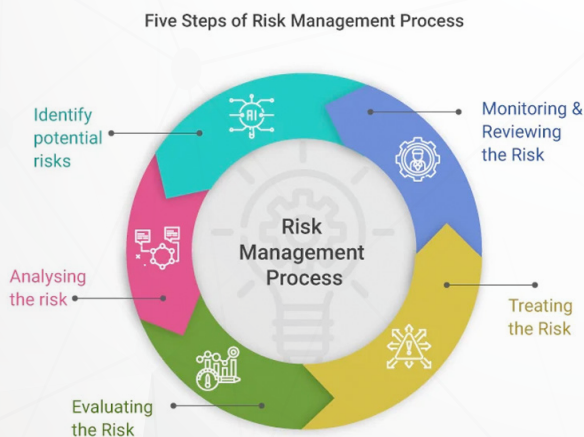 Five Steps of Risk Management Process
Identify
potential
risks
AI
Monitoring &
Reviewing
the Risk
Risk
Management
Process
Analysing
the risk
Treating
the Risk
Evaluating
the Risk